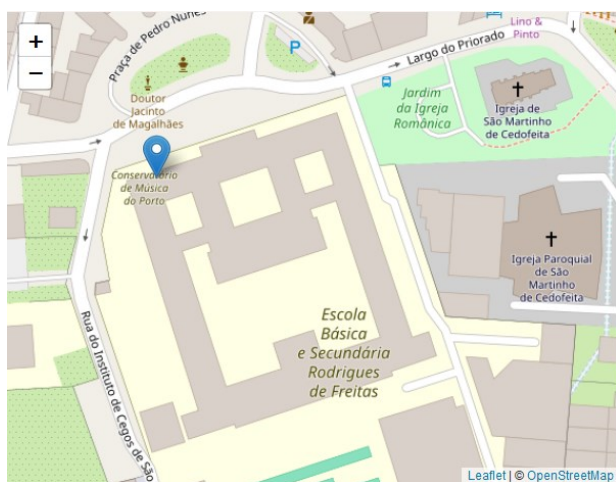 +
−
Praça de Pedro Nunes
P
Lino &
Pinto
Largo do Priorado
Doutor
Jacinto
de Magalhães
Jardim
da Igreja
Românica
Igreja de
São Martinho
de Cedofeita
Conservatório
de Música
do Porto
Igreja Paroquial
de São
Martinho
de Cedofeita
Rua do Instituto de Cegos de São
Escola
Básica
e Secundária
Rodrigues
de Freitas
Leaflet | © OpenStreetMap